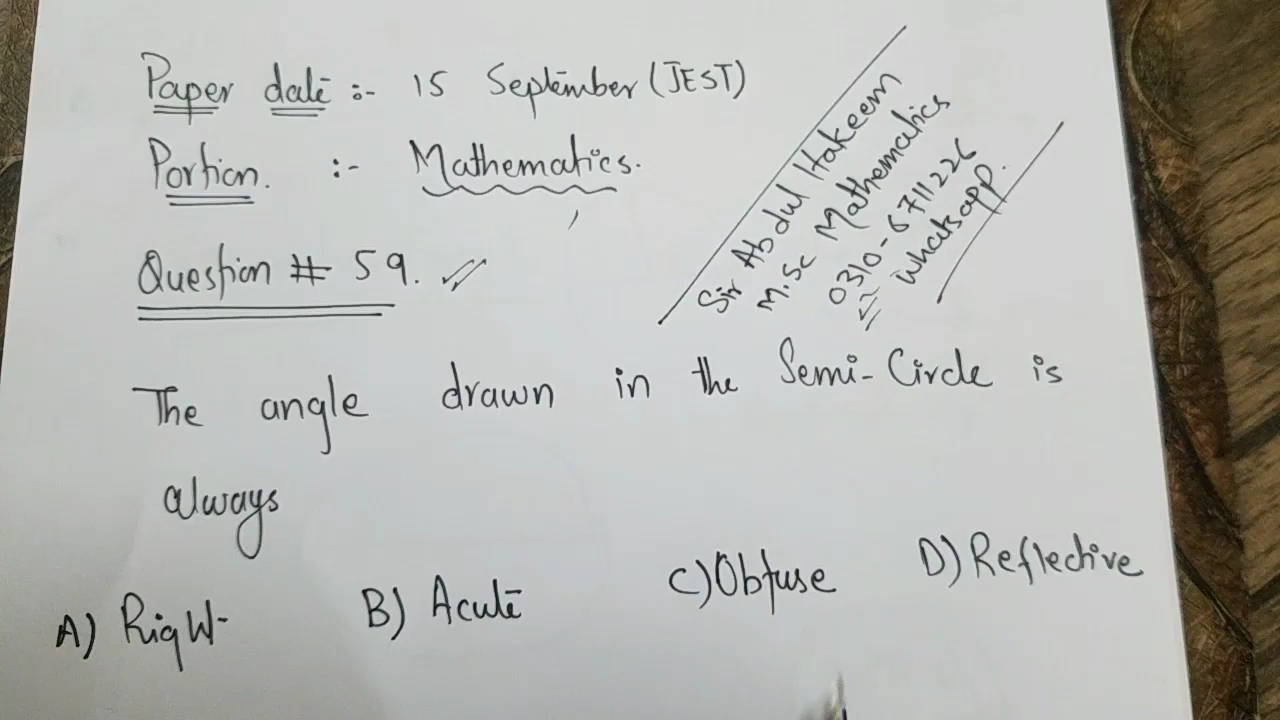 Paper date :- 15 September (JEST)
Portion. :- Mathematics.
Question # 59.
Sir Abdul Hakeem
M.Sc Mathematics
0310-6711226
whatsapp.
The angle drawn in the Semi-Circle is
always
A) Right B) Acute C) Obtuse D) Reflective